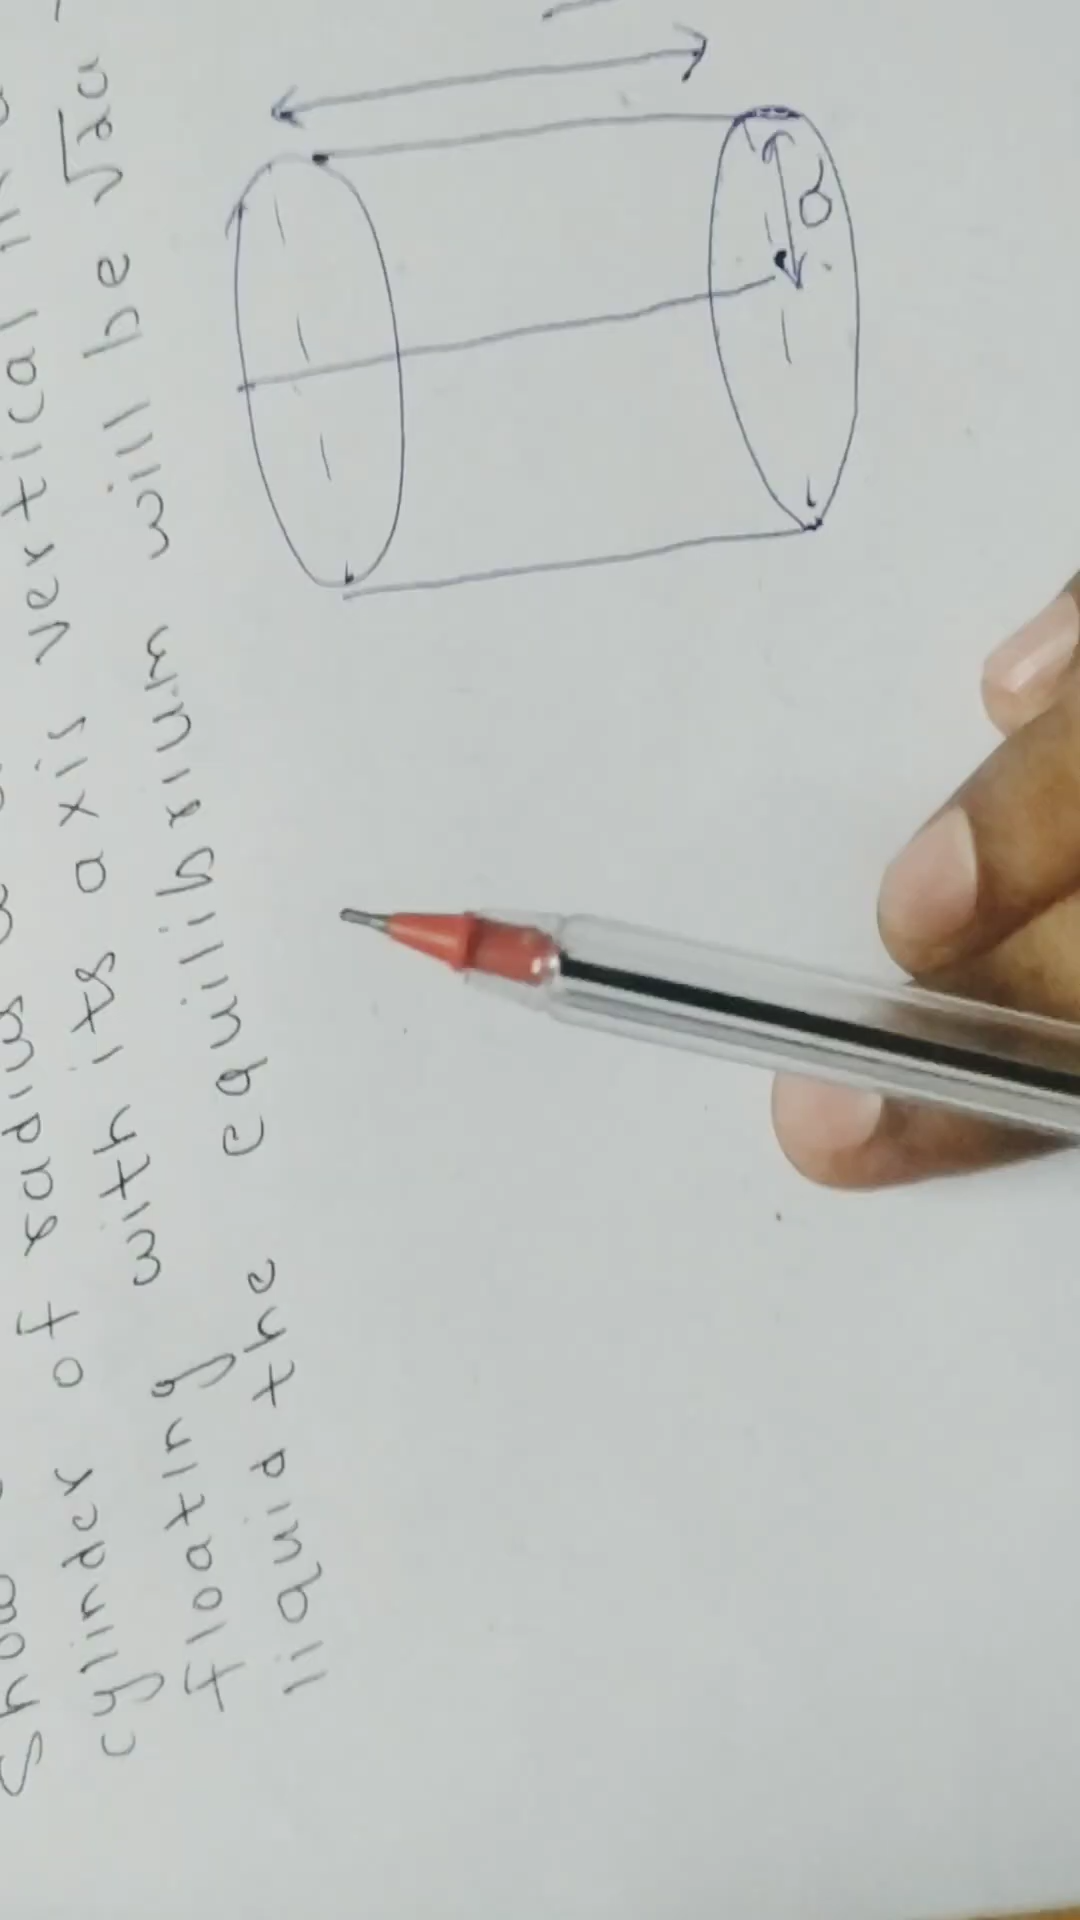 Show
cylinder of radius a
floating with its axis vertical in a
liquid the equilibrium will be √2a
a